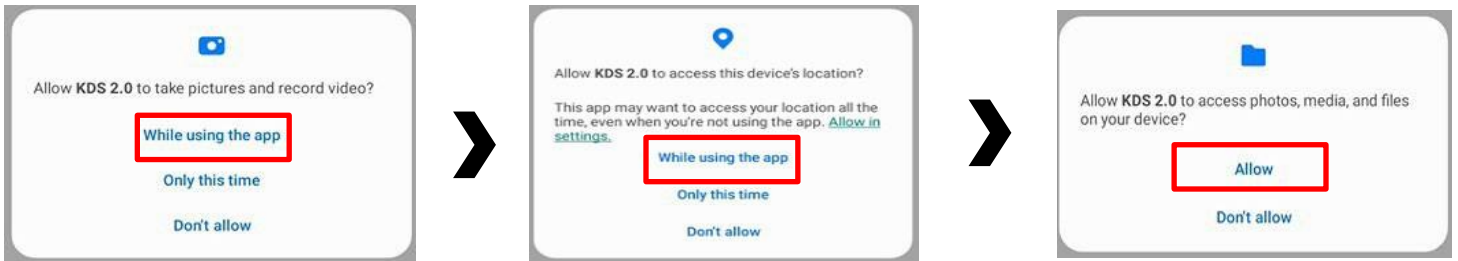 Allow KDS 2.0 to take pictures and record video?
While using the app
Only this time
Don't allow
Allow KDS 2.0 to access this device's location?
This app may want to access your location all the
time, even when you're not using the app. Allow in
settings.
While using the app
Only this time
Don't allow
Allow KDS 2.0 to access photos, media, and files
on your device?
Allow
Don't allow